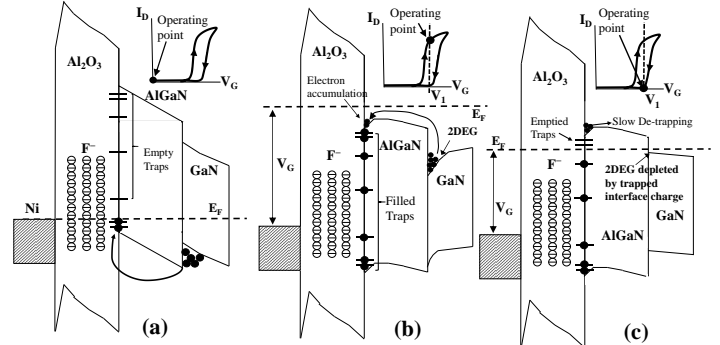 I_D
Operating
point
V_G
Al₂O₃
AlGaN
F⁻
Empty
Traps
GaN
Ni
E_F
(a)
I_D
Operating
point
V_G
V₁
Al₂O₃
Electron
accumulation
E_F
2DEG
AlGaN
V_G
F⁻
GaN
Filled
Traps
(b)
I_D
Operating
point
V_G
V₁
Al₂O₃
Emptied
Traps
Slow De-trapping
E_F
F⁻
2DEG depleted
by trapped
interface charge
V_G
GaN
AlGaN
(c)